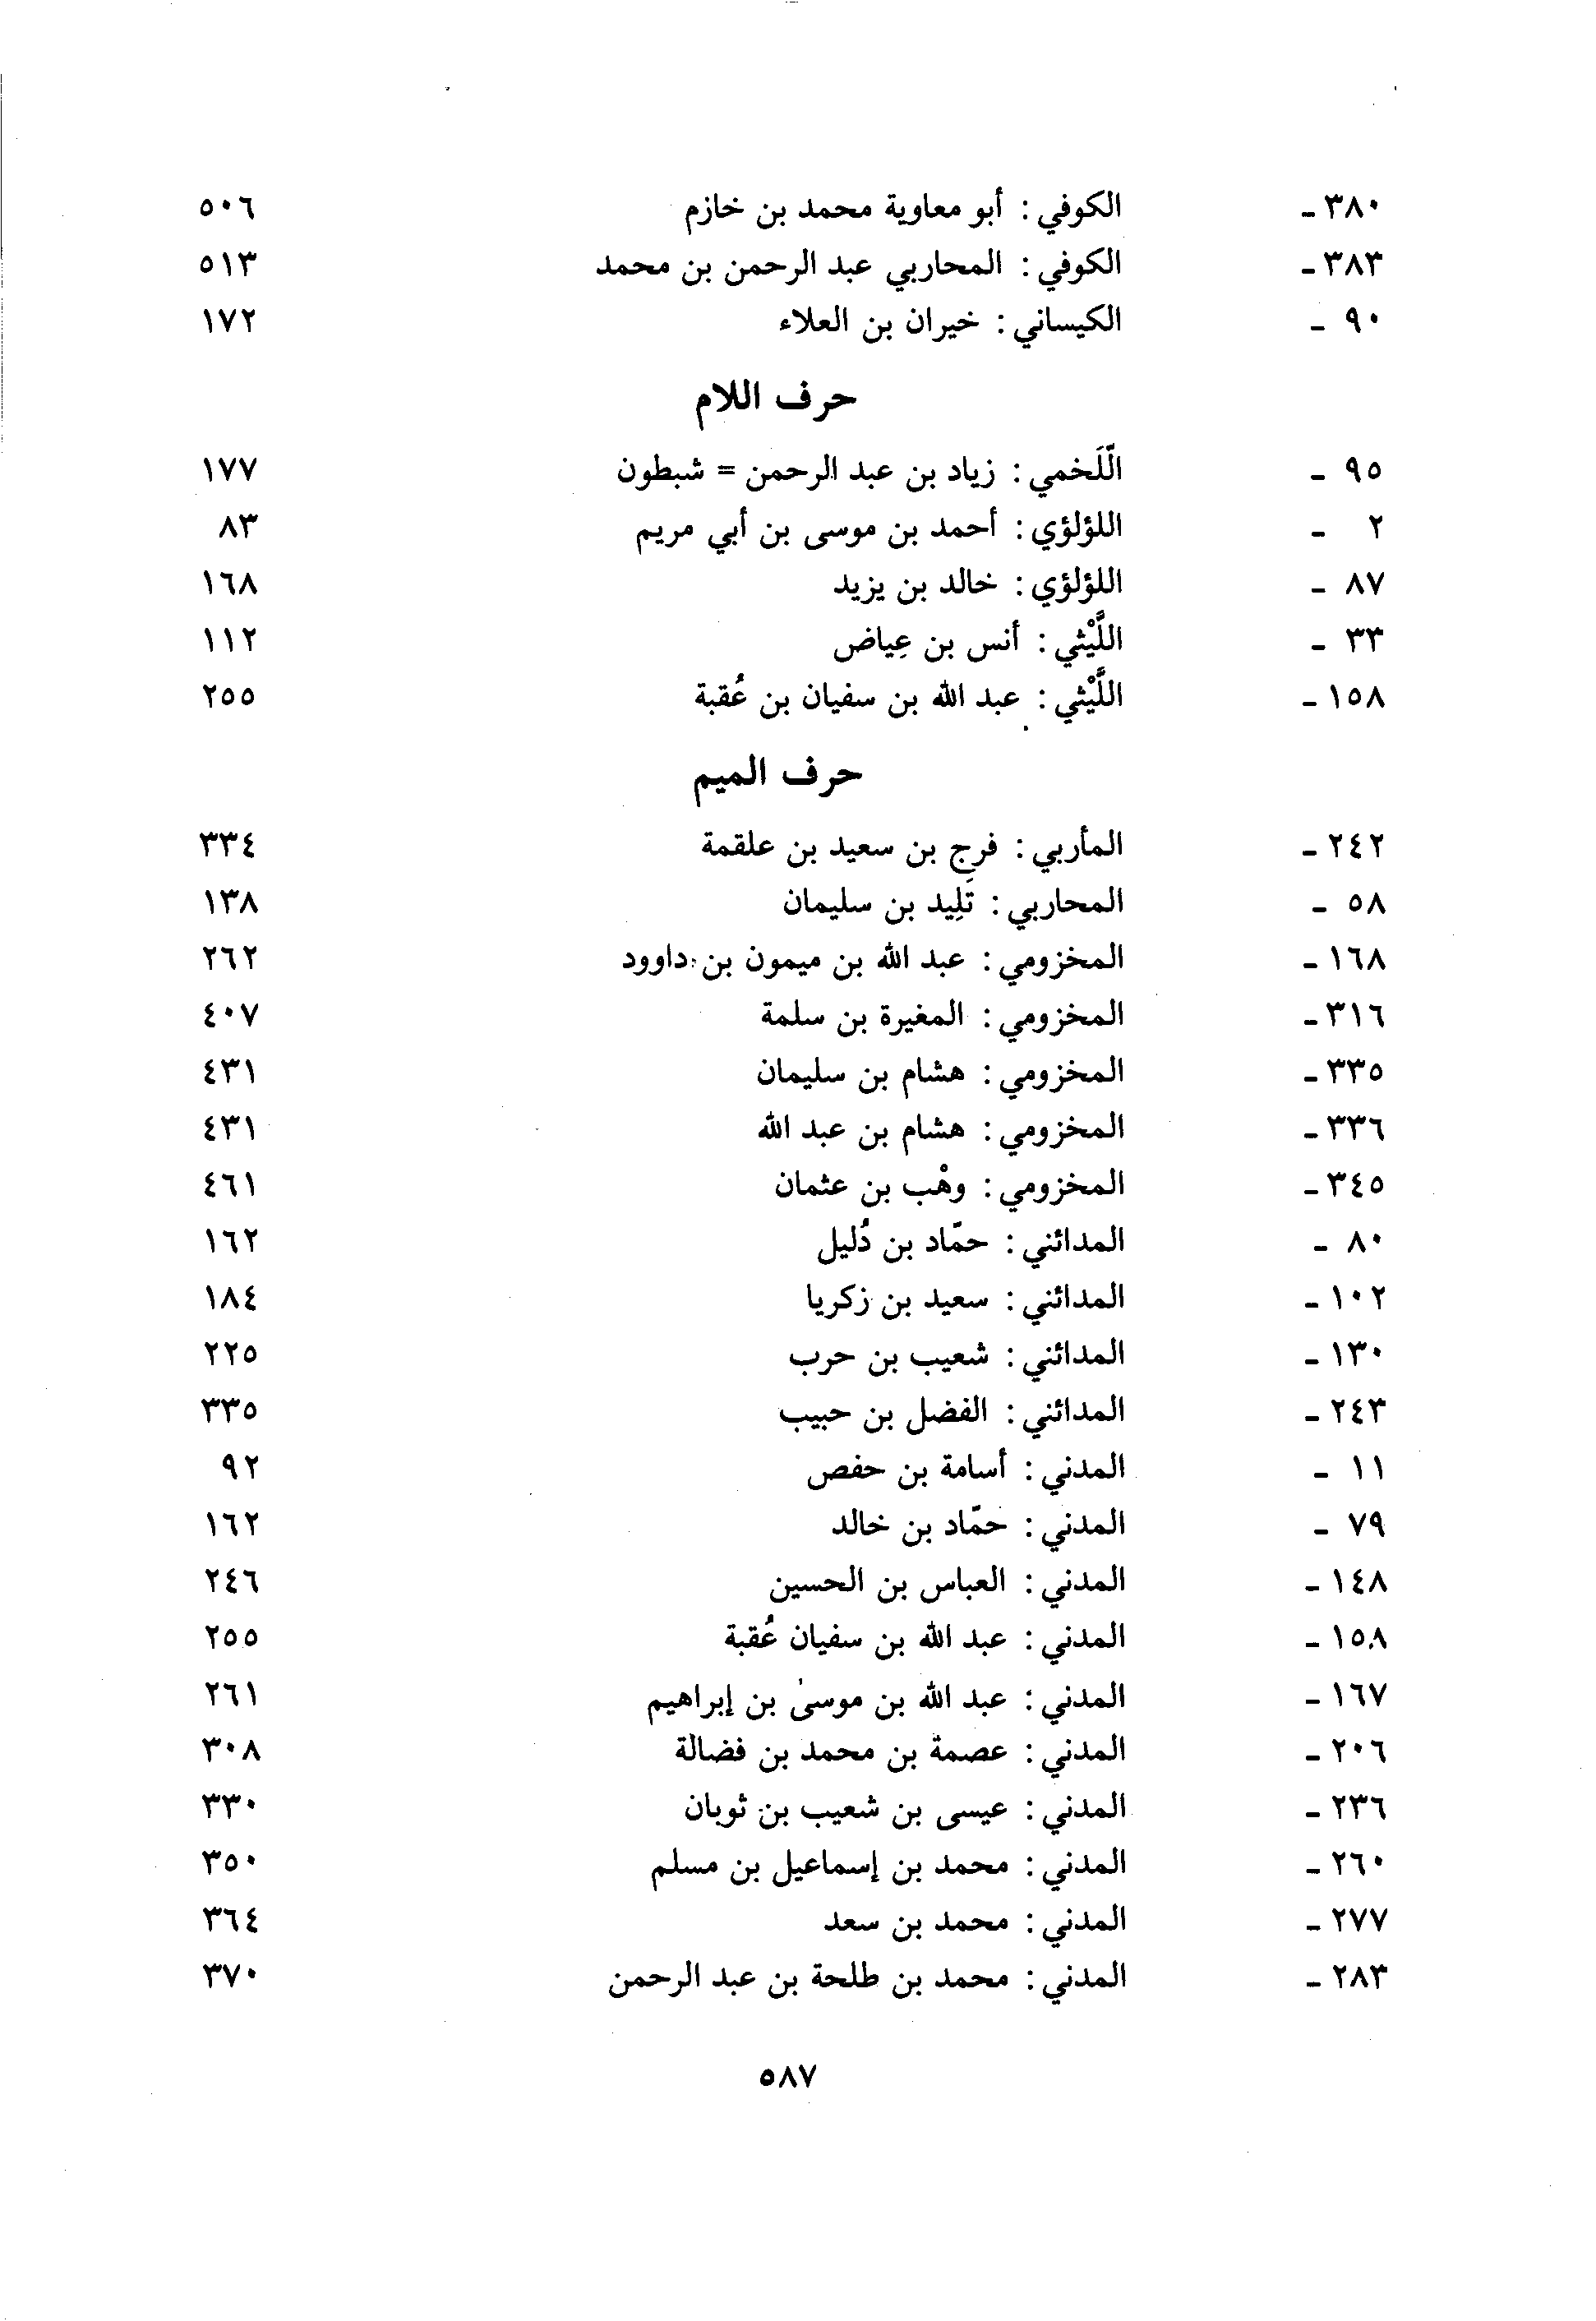 ٣٨٠ - الكوفي : أبو معاوية محمد بن خازم ٥٠٦
٣٨٣ - الكوفي : المحاربي عبد الرحمن بن محمد ٥١٣
٩٠ - الكيساني : خيران بن العلاء ١٧٢
حرف اللام
٩٥ - اللَّخمي : زياد بن عبد الرحمن = شبطون ١٧٧
٢ - اللؤلؤي : أحمد بن موسى بن أبي مريم ٨٣
٨٧ - اللؤلؤي : خالد بن يزيد ١٦٨
٣٣ - اللَّيْثي : أنس بن عِياض ١١٢
١٥٨ - اللَّيْثي : عبد الله بن سفيان بن عُقبة ٢٥٥
حرف الميم
٢٤٢ - المأربي : فرج بن سعيد بن علقمة ٣٣٤
٥٨ - المحاربي : تَلِيد بن سليمان ١٣٨
١٦٨ - المخزومي : عبد الله بن ميمون بن داوود ٢٦٢
٣١٦ - المخزومي : المغيرة بن سلمة ٤٠٧
٣٣٥ - المخزومي : هشام بن سليمان ٤٣١
٣٣٦ - المخزومي : هشام بن عبد الله ٤٣١
٣٤٥ - المخزومي : وهْب بن عثمان ٤٦١
٨٠ - المدائني : حمّاد بن دُليل ١٦٢
١٠٢ - المدائني : سعيد بن زكريا ١٨٤
١٣٠ - المدائني : شعيب بن حرب ٢٢٥
٢٤٣ - المدائني : الفضل بن حبيب ٣٣٥
١١ - المدني : أسامة بن حفص ٩٢
٧٩ - المدني : حمّاد بن خالد ١٦٢
١٤٨ - المدني : العباس بن الحسين ٢٤٦
١٥٨ - المدني : عبد الله بن سفيان عُقبة ٢٥٥
١٦٧ - المدني : عبد الله بن موسىٰ بن إبراهيم ٢٦١
٢٠٦ - المدني : عصمة بن محمد بن فضالة ٣٠٨
٢٣٦ - المدني : عيسى بن شعيب بن ثوبان ٣٣٠
٢٦٠ - المدني : محمد بن إسماعيل بن مسلم ٣٥٠
٢٧٧ - المدني : محمد بن سعد ٣٦٤
٢٨٣ - المدني : محمد بن طلحة بن عبد الرحمن ٣٧٠
٥٨٧